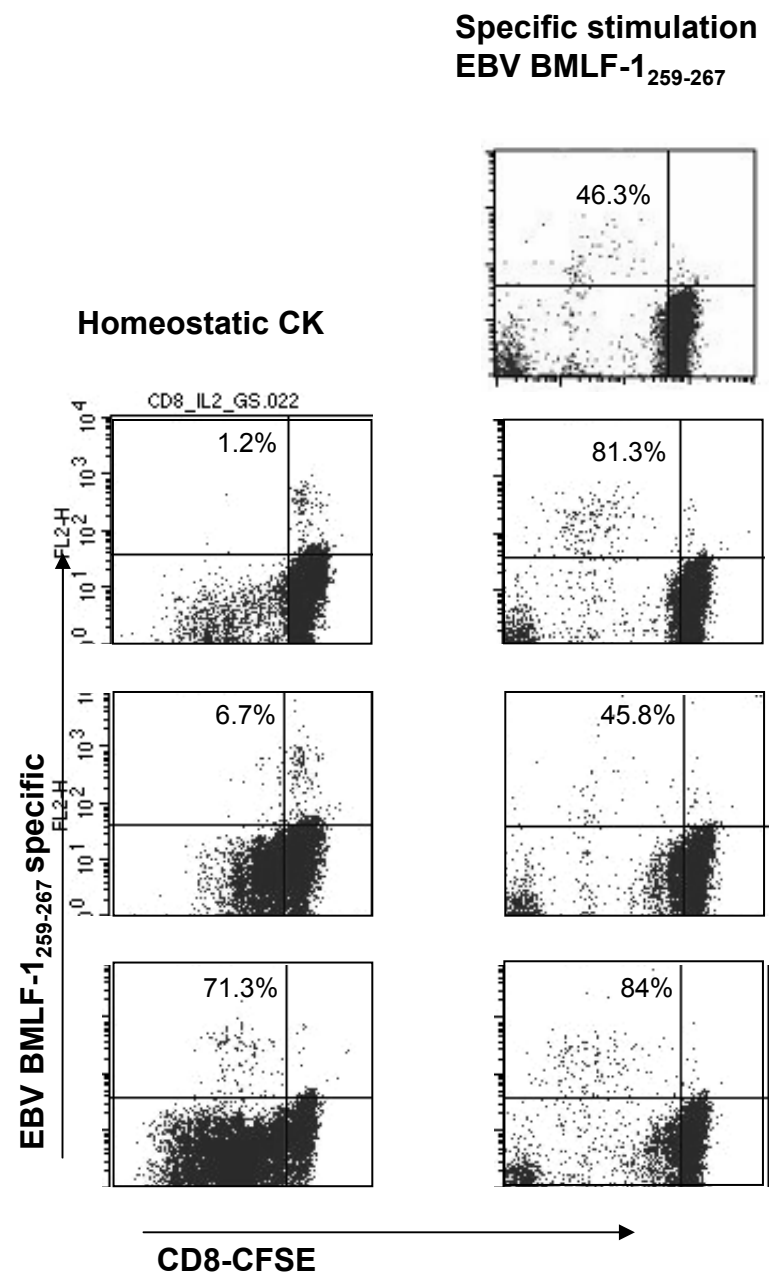 Specific stimulation
EBV BMLF-1259-267
46.3%
Homeostatic CK
CD8_IL2_GS.022
10 4
10 3
10 2
10 1
0
FL2-H
1.2%
81.3%
10 3
10 2
10 1
0
FL2-H
6.7%
45.8%
71.3%
84%
EBV BMLF-1259-267 specific
CD8-CFSE